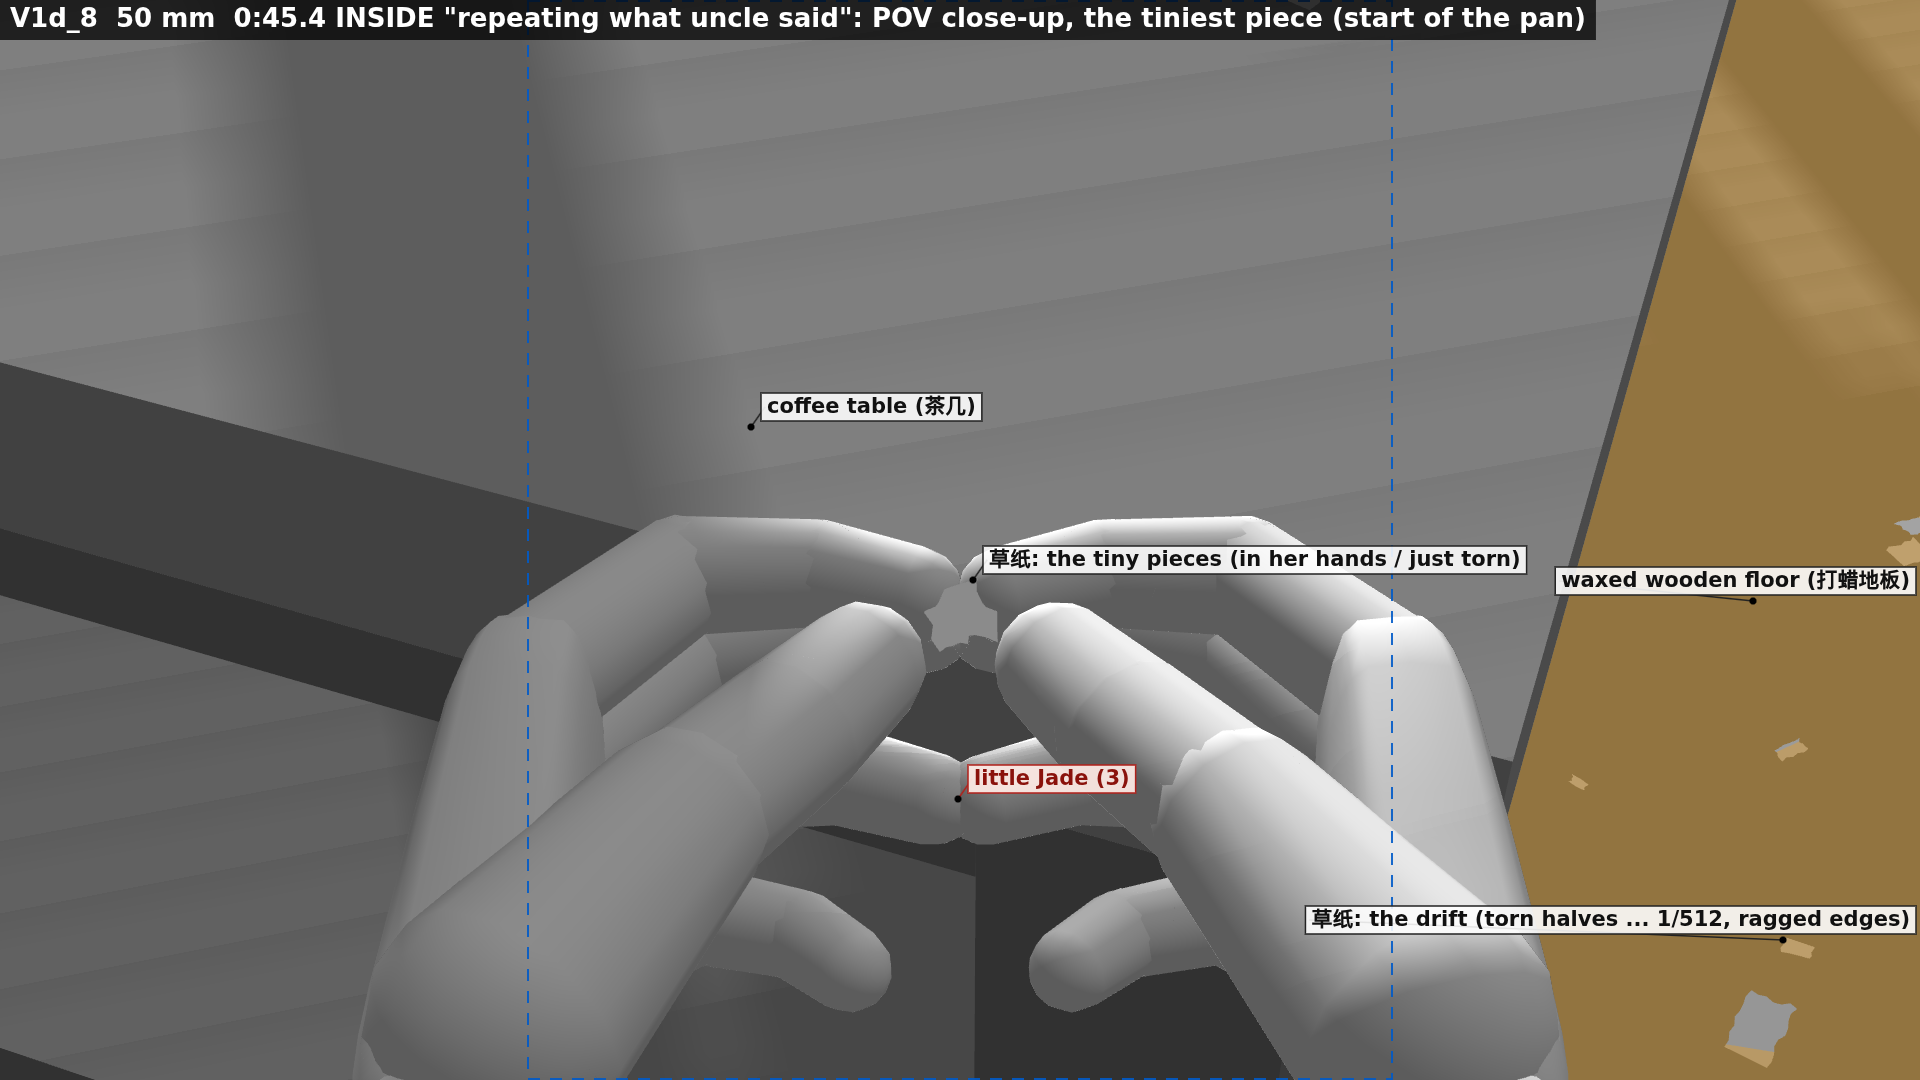 V1d_8  50 mm  0:45.4 INSIDE "repeating what uncle said": POV close-up, the tiniest piece (start of the pan)
coffee table (茶几)
草纸: the tiny pieces (in her hands / just torn)
waxed wooden floor (打蜡地板)
little Jade (3)
草纸: the drift (torn halves ... 1/512, ragged edges)